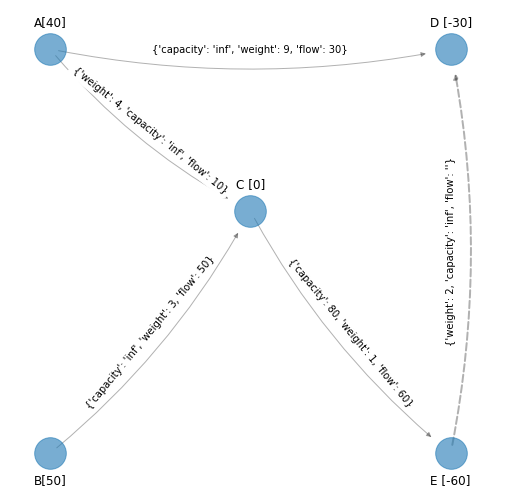 A[40]
D [-30]
{'capacity': 'inf', 'weight': 9, 'flow': 30}
{'weight': 4, 'capacity': 'inf', 'flow': 10}
C [0]
{'weight': 2, 'capacity': 'inf', 'flow': ''}
{'capacity': 'inf', 'weight': 3, 'flow': 50}
{'capacity': 80, 'weight': 1, 'flow': 60}
B[50]
E [-60]